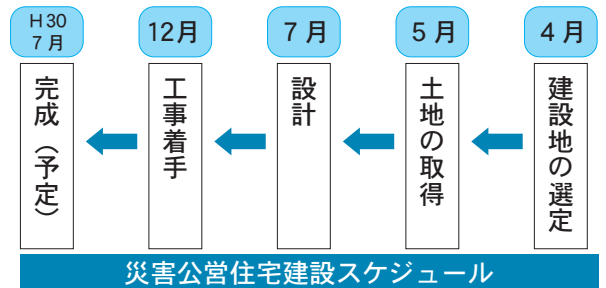 4月
建設地の選定
5月
土地の取得
7月
設計
12月
工事着手
H30
7月
完成（予定）
災害公営住宅建設スケジュール